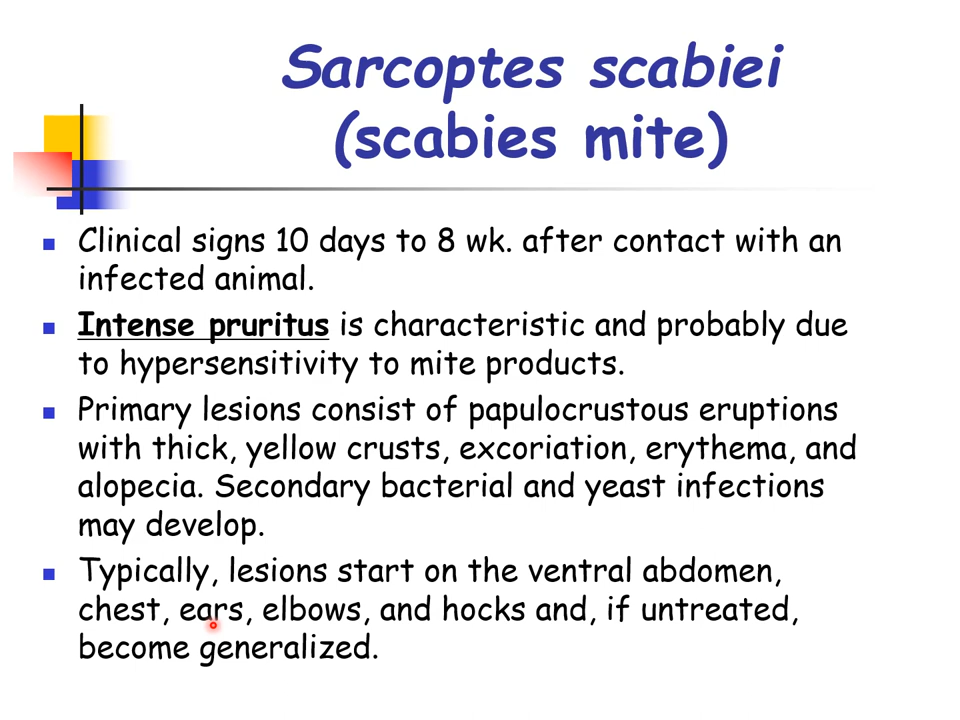 Sarcoptes scabiei
(scabies mite)
Clinical signs 10 days to 8 wk. after contact with an
infected animal.
Intense pruritus is characteristic and probably due
to hypersensitivity to mite products.
Primary lesions consist of papulocrustous eruptions
with thick, yellow crusts, excoriation, erythema, and
alopecia. Secondary bacterial and yeast infections
may develop.
Typically, lesions start on the ventral abdomen,
chest, ears, elbows, and hocks and, if untreated,
become generalized.